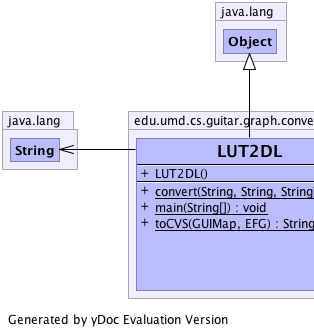 java.lang
Object
java.lang
String
edu.umd.cs.guitar.graph.conve
LUT2DL
+ LUT2DL()
+ convert(String, String, String
+ main(String[]) : void
+ toCVS(GUIMap, EFG) : String
Generated by yDoc Evaluation Version